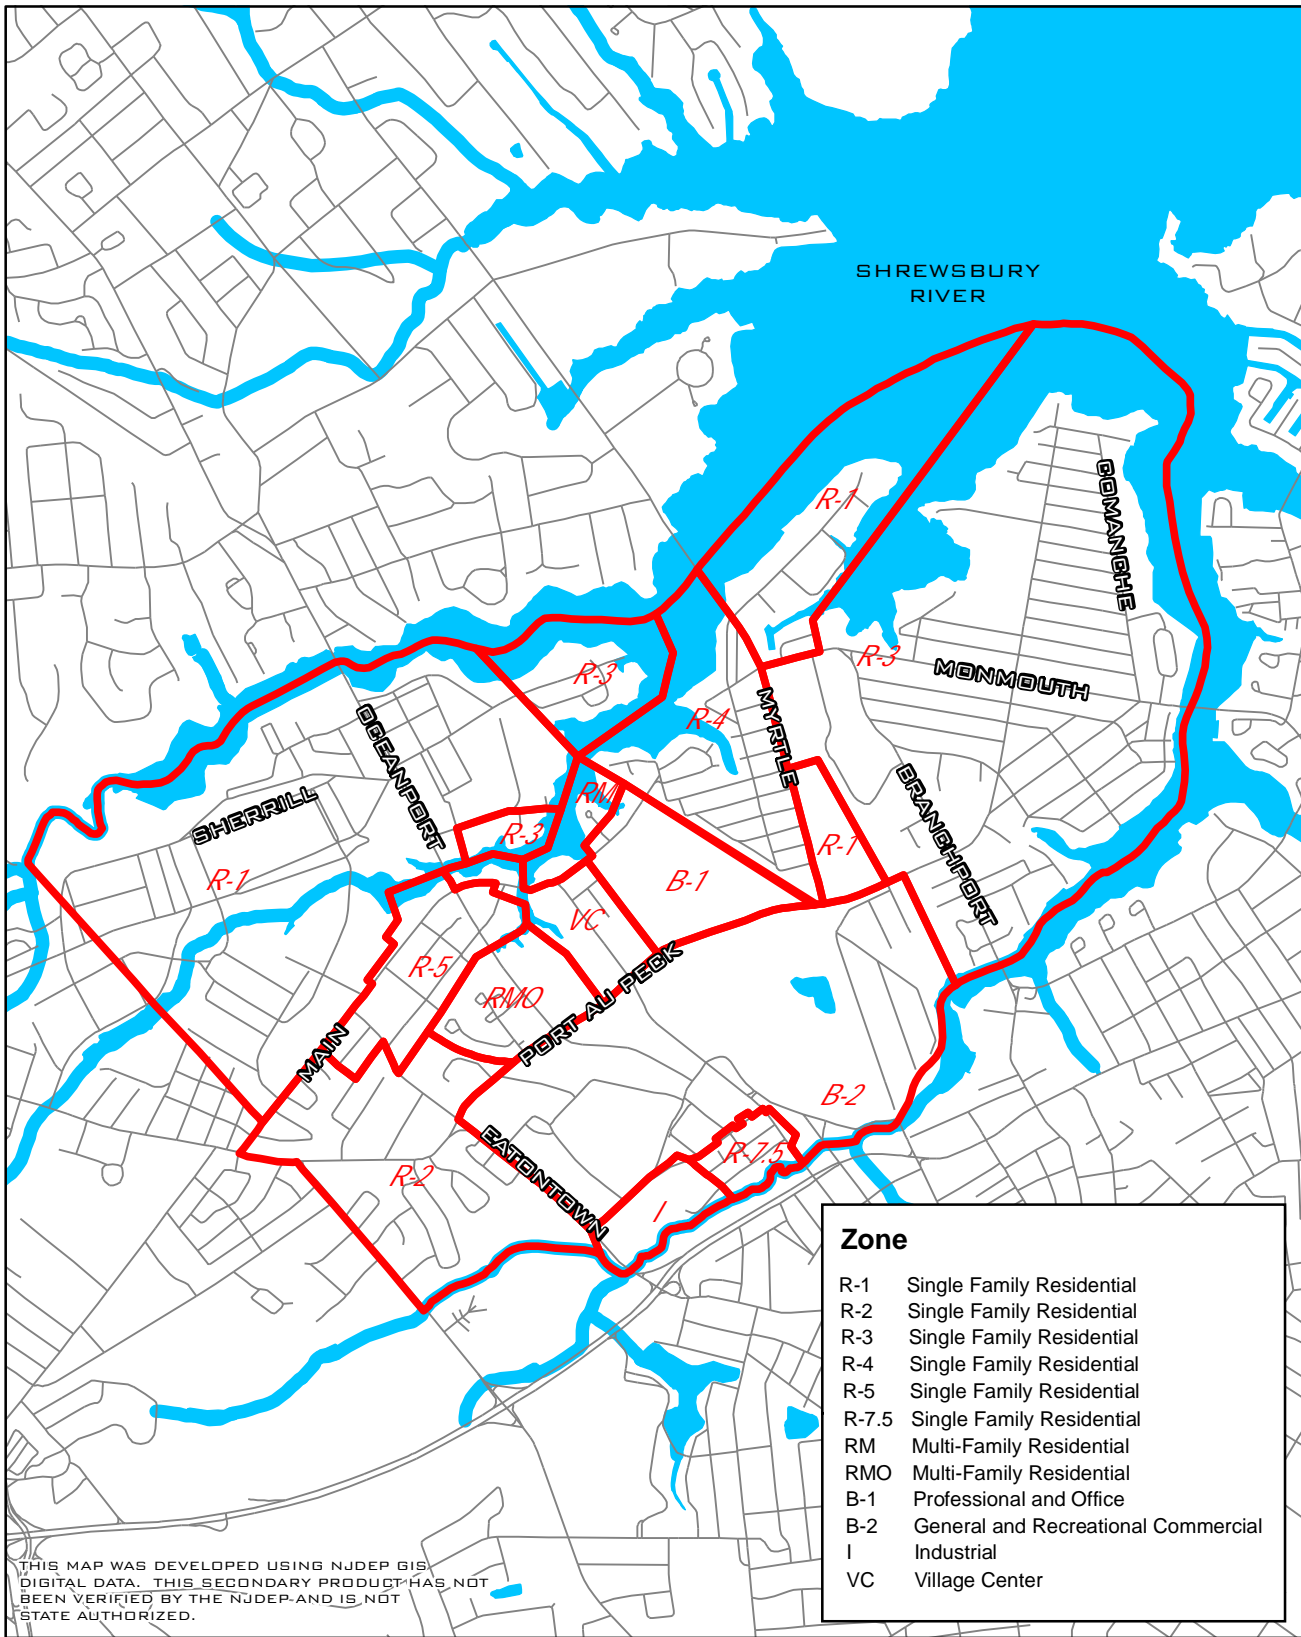 SHREWSBURY
RIVER
R-1
COMANCHE
R-3
R-3
MONMOUTH
R-4
MYRTLE
OCEANPORT
BRANCHPORT
RM
SHERRILL
R-3
R-1
R-1
B-1
VC
R-5
RMO
PORT AU PECK
MAIN
B-2
EATONTOWN
R-7.5
R-2
I
Zone
R-1 Single Family Residential
R-2 Single Family Residential
R-3 Single Family Residential
R-4 Single Family Residential
R-5 Single Family Residential
R-7.5 Single Family Residential
RM Multi-Family Residential
RMO Multi-Family Residential
B-1 Professional and Office
B-2 General and Recreational Commercial
I Industrial
VC Village Center
THIS MAP WAS DEVELOPED USING NJDEP GIS
DIGITAL DATA. THIS SECONDARY PRODUCT HAS NOT
BEEN VERIFIED BY THE NJDEP AND IS NOT
STATE AUTHORIZED.